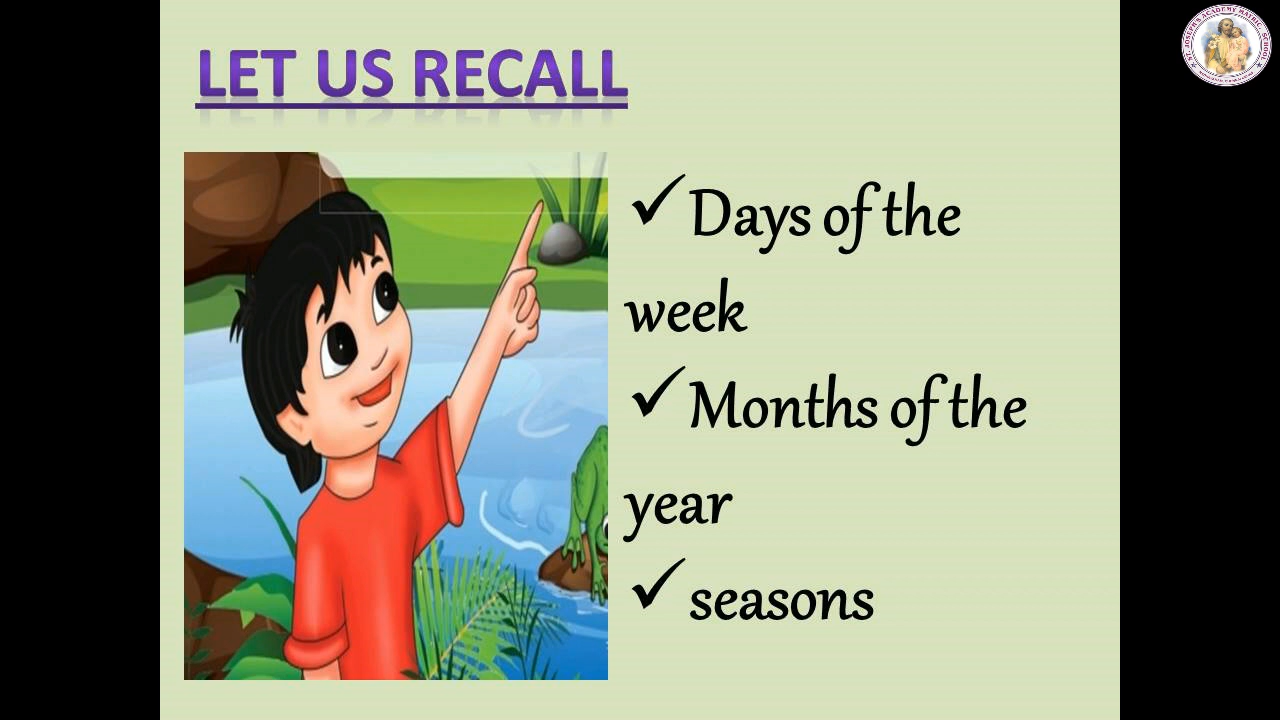 LET US RECALL
✓Days of the
week
✓Months of the
year
✓seasons